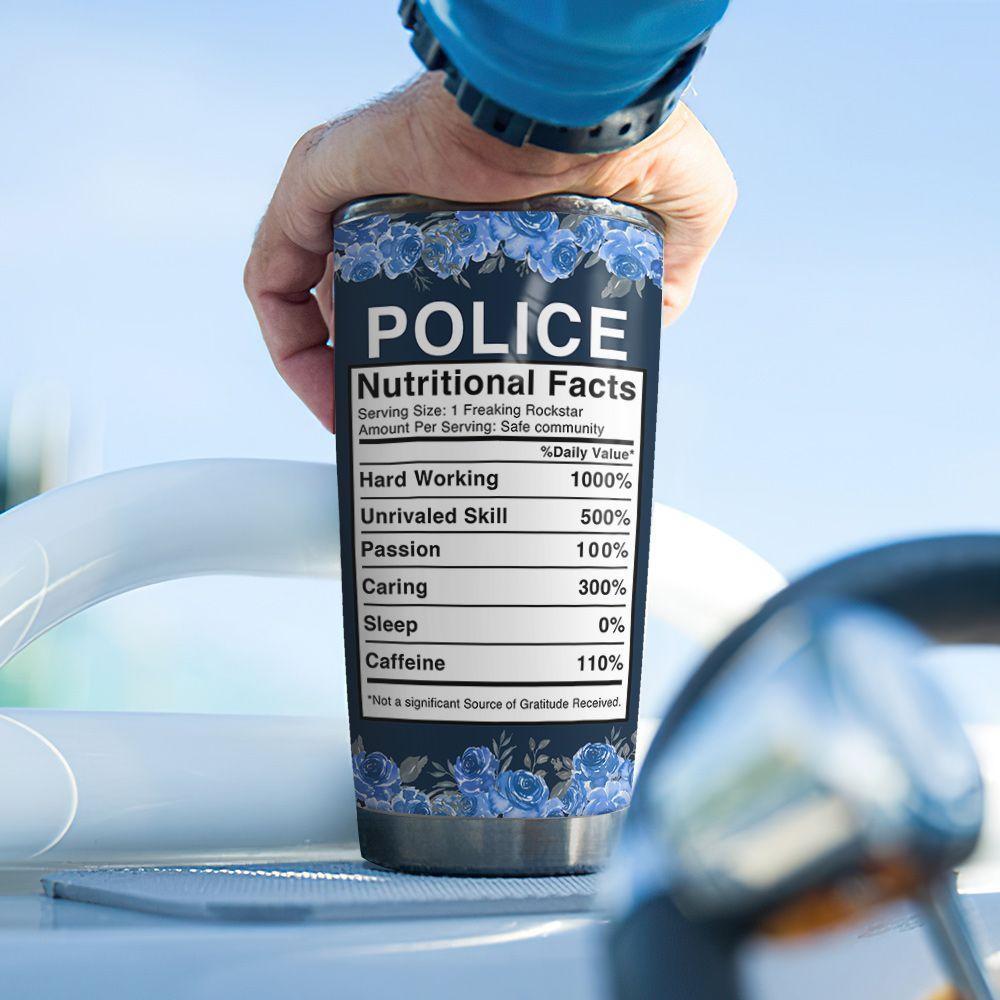 POLICE
Nutritional Facts
Serving Size: 1 Freaking Rockstar
Amount Per Serving: Safe community
%Daily Value*
Hard Working 1000%
Unrivaled Skill 500%
Passion 100%
Caring 300%
Sleep 0%
Caffeine 110%
*Not a significant Source of Gratitude Received.